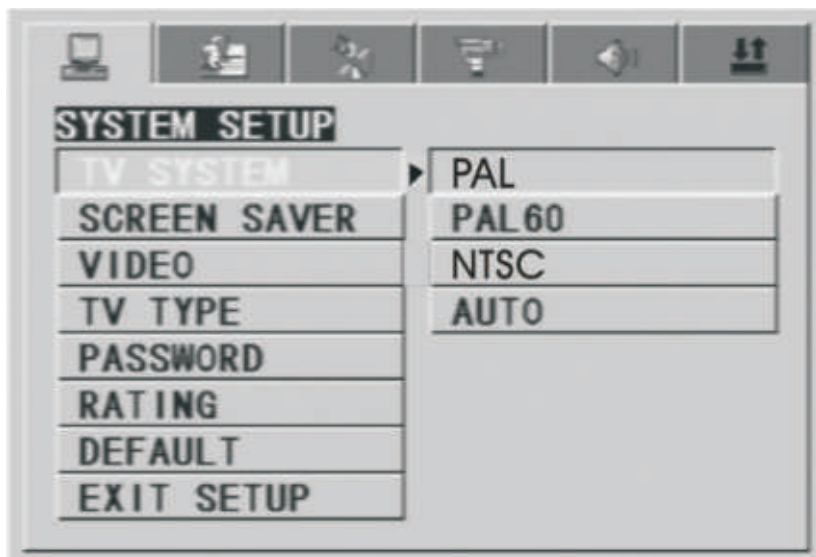 SYSTEM SETUP
TV SYSTEM
SCREEN SAVER
VIDEO
TV TYPE
PASSWORD
RATING
DEFAULT
EXIT SETUP
PAL
PAL60
NTSC
AUTO